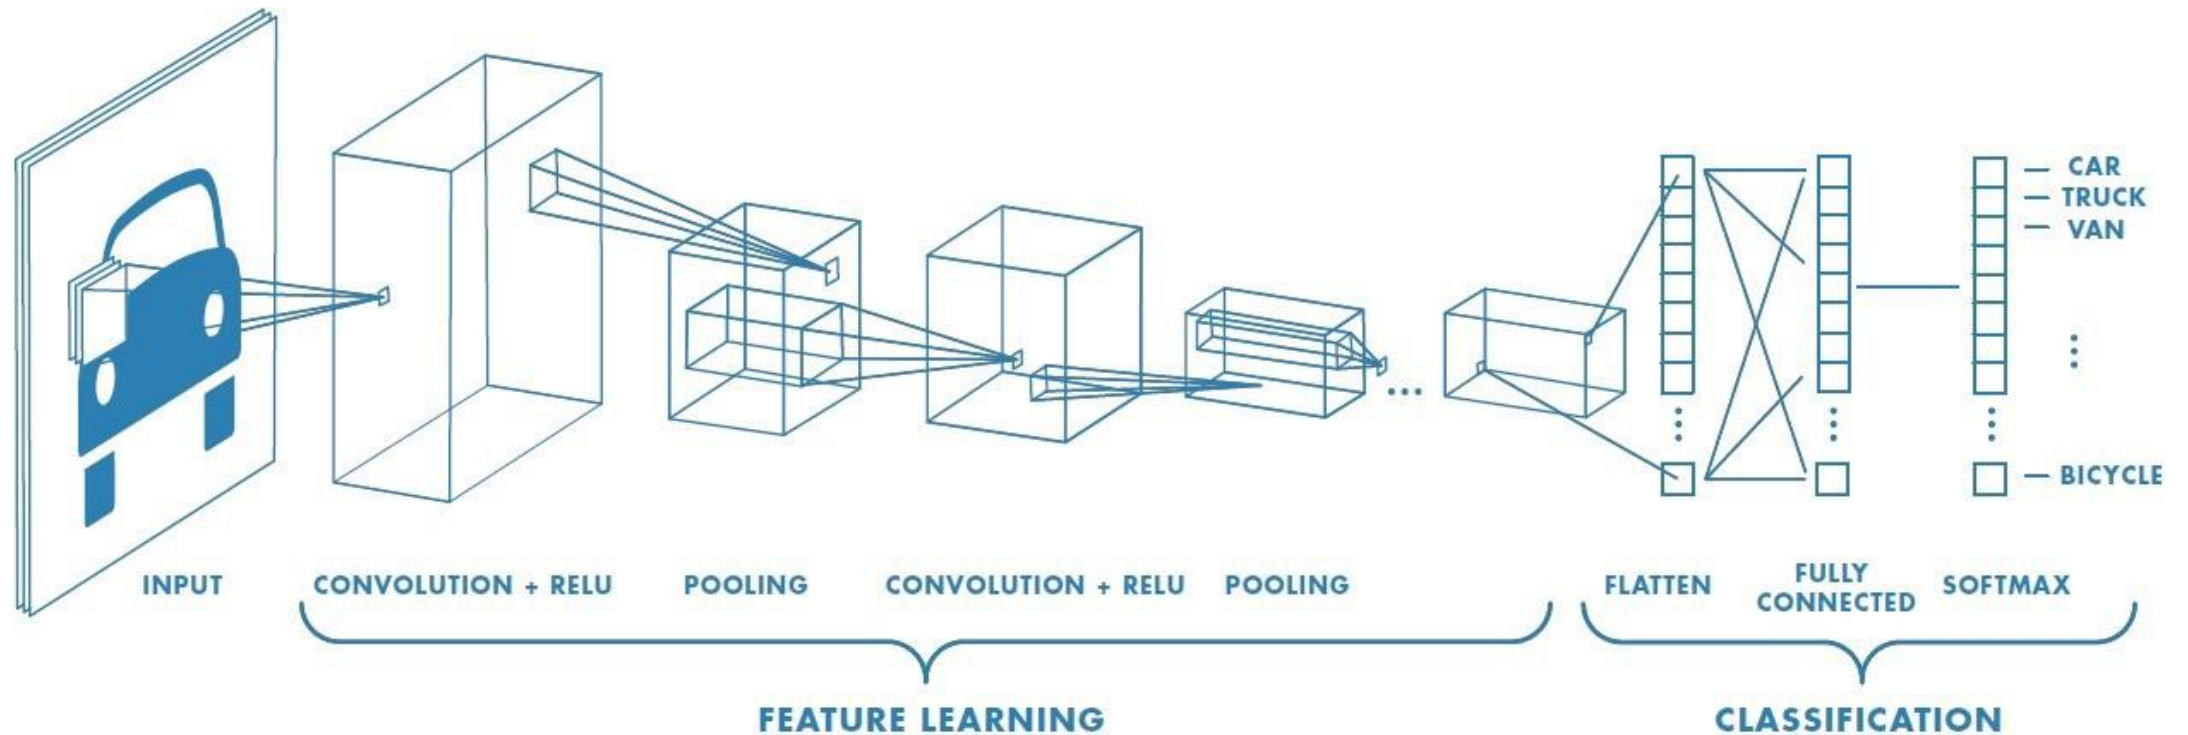 CAR
TRUCK
VAN
BICYCLE
INPUT
CONVOLUTION + RELU
POOLING
CONVOLUTION + RELU
POOLING
FLATTEN
FULLY
CONNECTED
SOFTMAX
FEATURE LEARNING
CLASSIFICATION